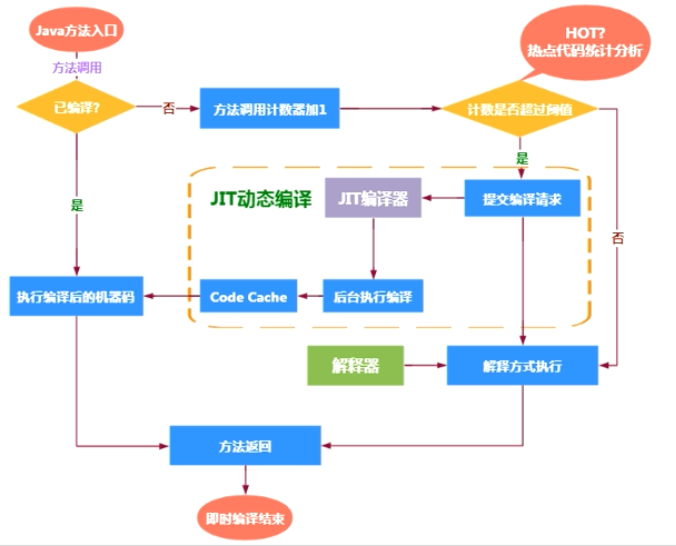 Java方法入口
HOT?
热点代码统计分析
方法调用
已编译?
否
方法调用计数器加1
计数是否超过阈值
是
是
否
JIT动态编译
JIT编译器
提交编译请求
执行编译后的机器码
Code Cache
后台执行编译
解释器
解释方式执行
方法返回
即时编译结束